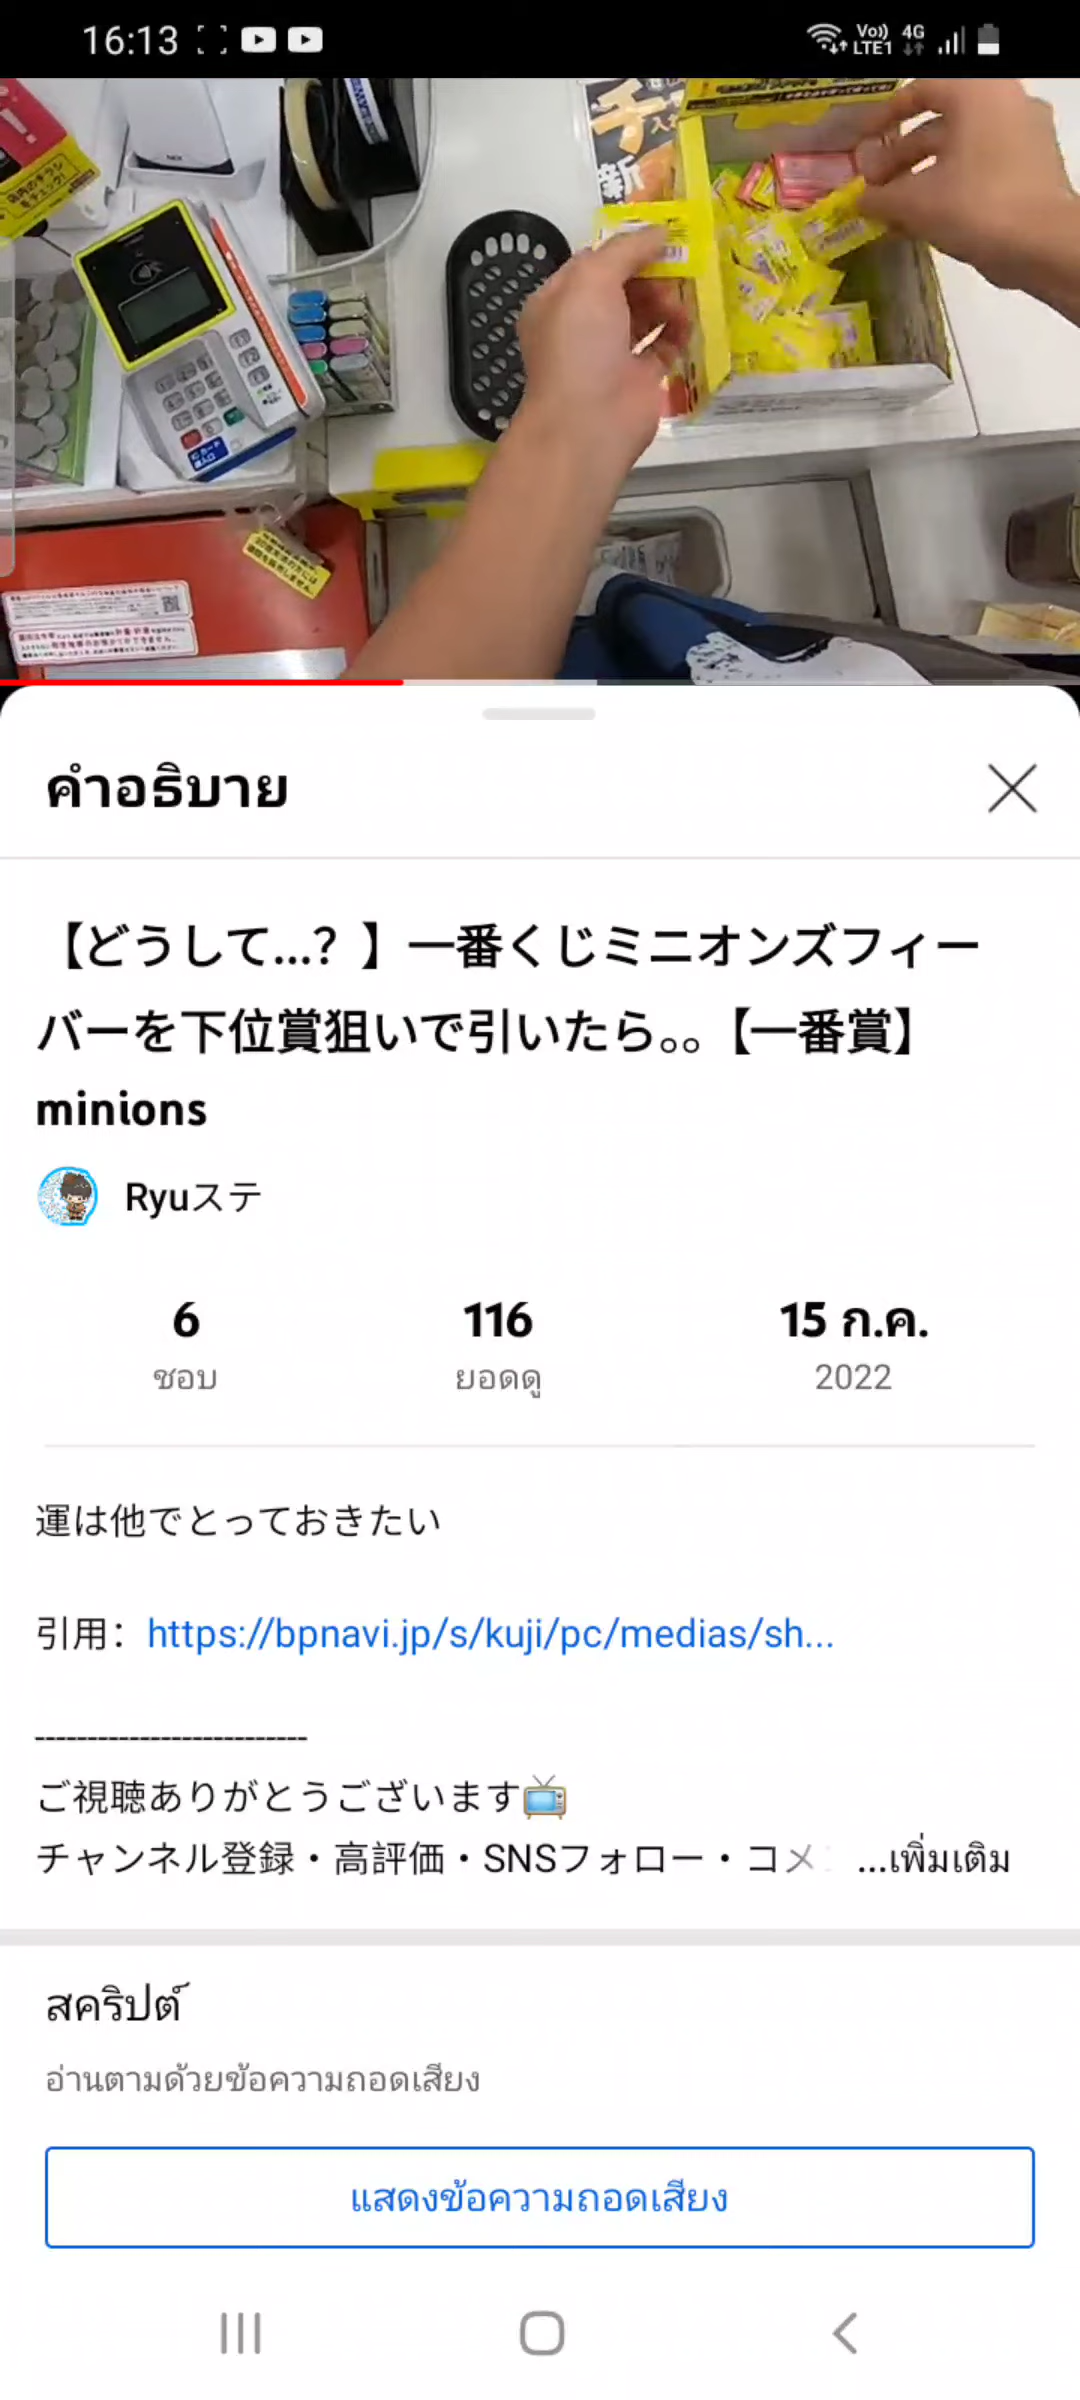 16:13
Vo)) 4G
LTE1
新
คำอธิบาย
【どうして...? 】一番くじミニオンズフィー
バーを下位賞狙いで引いたら。。【一番賞】
minions
Ryuステ
6 116 15 ก.ค.
ชอบ ยอดดู 2022
運は他でとっておきたい
引用：https://bpnavi.jp/s/kuji/pc/medias/sh...
--------------------------
ご視聴ありがとうございます📺
チャンネル登録・高評価・SNSフォロー・コメ ...เพิ่มเติม
สคริปต์
อ่านตามด้วยข้อความถอดเสียง
แสดงข้อความถอดเสียง